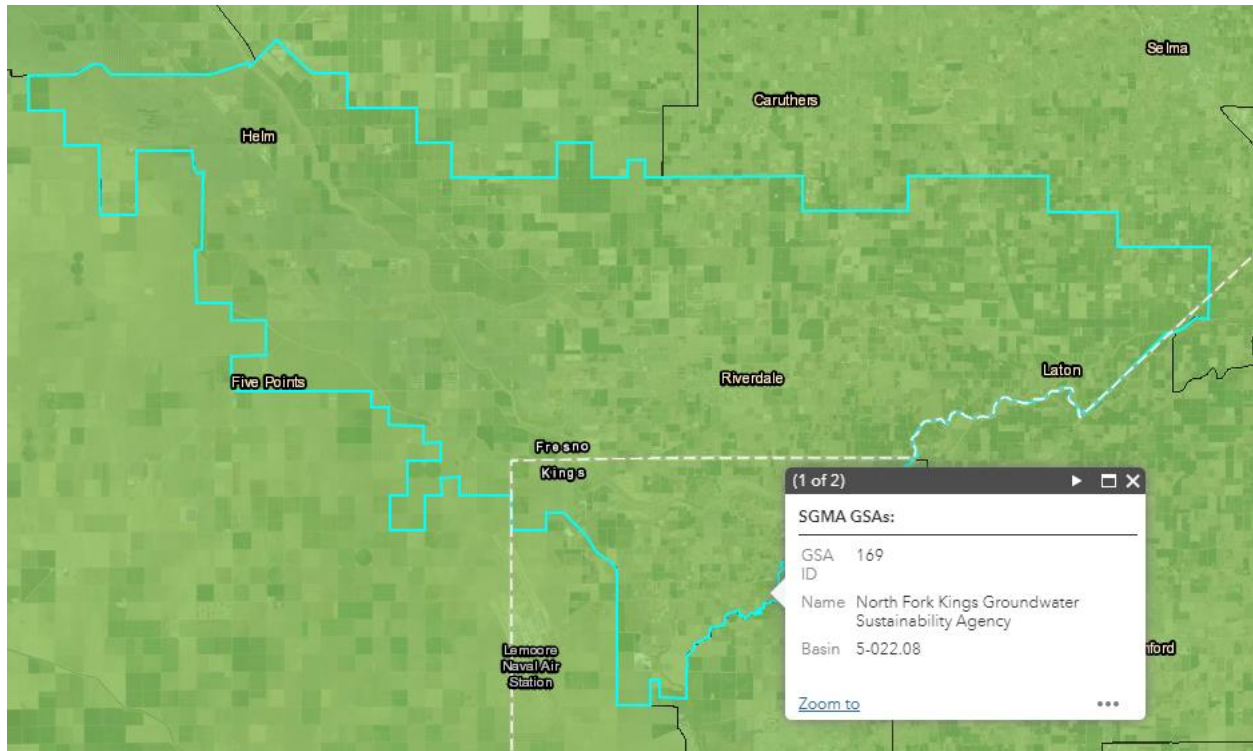 Selma
Caruthers
Helm
Laton
Riverdale
Five Points
Fresno
Kings
Lemoore
Naval Air
Station
(1 of 2)
SGMA GSAs:
GSA 169
ID
Name North Fork Kings Groundwater
Sustainability Agency
Basin 5-022.08
nford
Zoom to